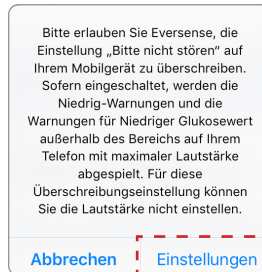 Bitte erlauben Sie Eversense, die
Einstellung „Bitte nicht stören“ auf
Ihrem Mobilgerät zu überschreiben.
Sofern eingeschaltet, werden die
Niedrig-Warnungen und die
Warnungen für Niedriger Glukosewert
außerhalb des Bereichs auf Ihrem
Telefon mit maximaler Lautstärke
abgespielt. Für diese
Überschreibungseinstellung können
Sie die Lautstärke nicht einstellen.
Abbrechen Einstellungen